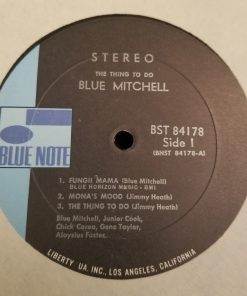 STEREO
THE THING TO DO
BLUE MITCHELL
BST 84178
Side 1
(BNST 84178-A)
BLUE NOTE
1. FUNGII MAMA (Blue Mitchell)
BLUE HORIZON MUSIC - BMI
2. MONA'S MOOD (Jimmy Heath)
3. THE THING TO DO (Jimmy Heath)
Blue Mitchell, Junior Cook,
Chick Corea, Gene Taylor,
Aloysius Foster.
LIBERTY UA, INC., LOS ANGELES, CALIFORNIA